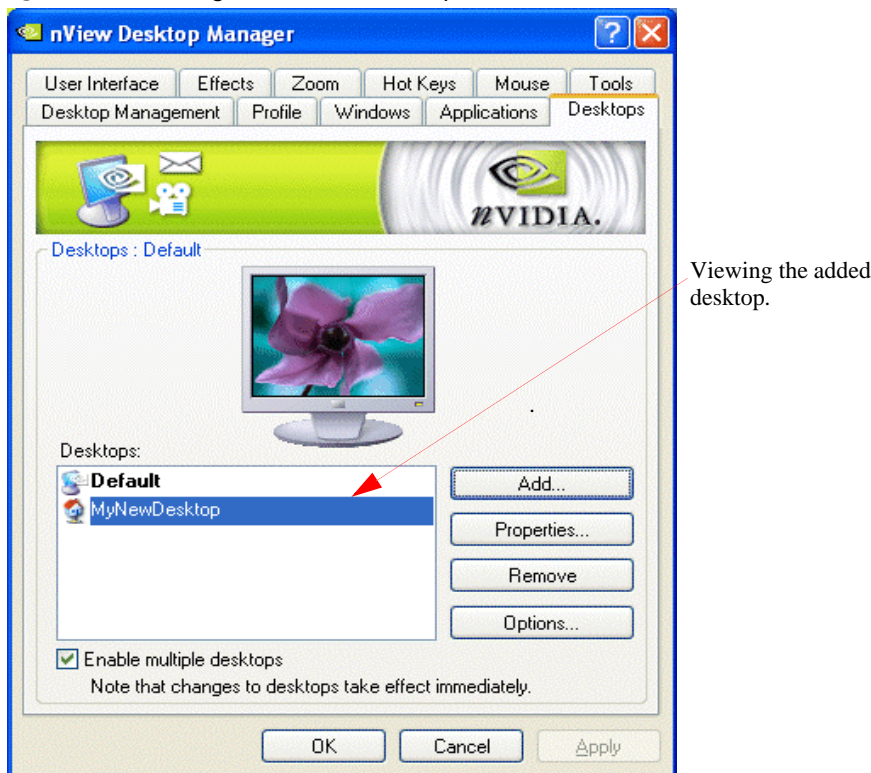 nView Desktop Manager
User Interface Effects Zoom Hot Keys Mouse Tools
Desktop Management Profile Windows Applications Desktops
nVIDIA.
Desktops : Default
Viewing the added
desktop.
Desktops:
Default
MyNewDesktop
Add...
Properties...
Remove
Options...
Enable multiple desktops
Note that changes to desktops take effect immediately.
OK Cancel Apply